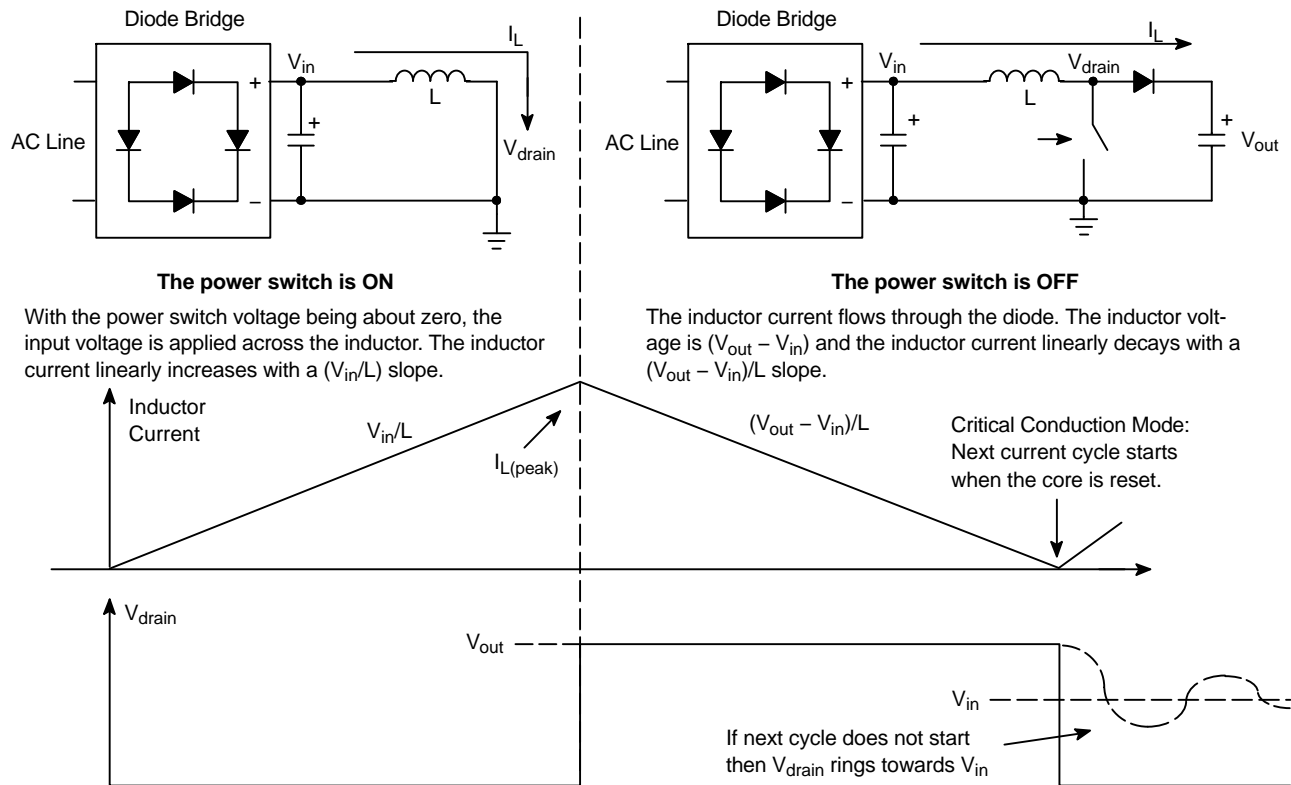 Diode Bridge
AC Line
+
−
V_in
+
L
I_L
V_drain
The power switch is ON
With the power switch voltage being about zero, the
input voltage is applied across the inductor. The inductor
current linearly increases with a (V_in/L) slope.
Diode Bridge
AC Line
+
−
V_in
+
L
I_L
V_drain
+
V_out
The power switch is OFF
The inductor current flows through the diode. The inductor volt-
age is (V_out − V_in) and the inductor current linearly decays with a
(V_out − V_in)/L slope.
Inductor
Current
V_in/L
I_L(peak)
(V_out − V_in)/L
Critical Conduction Mode:
Next current cycle starts
when the core is reset.
V_drain
V_out
V_in
If next cycle does not start
then V_drain rings towards V_in